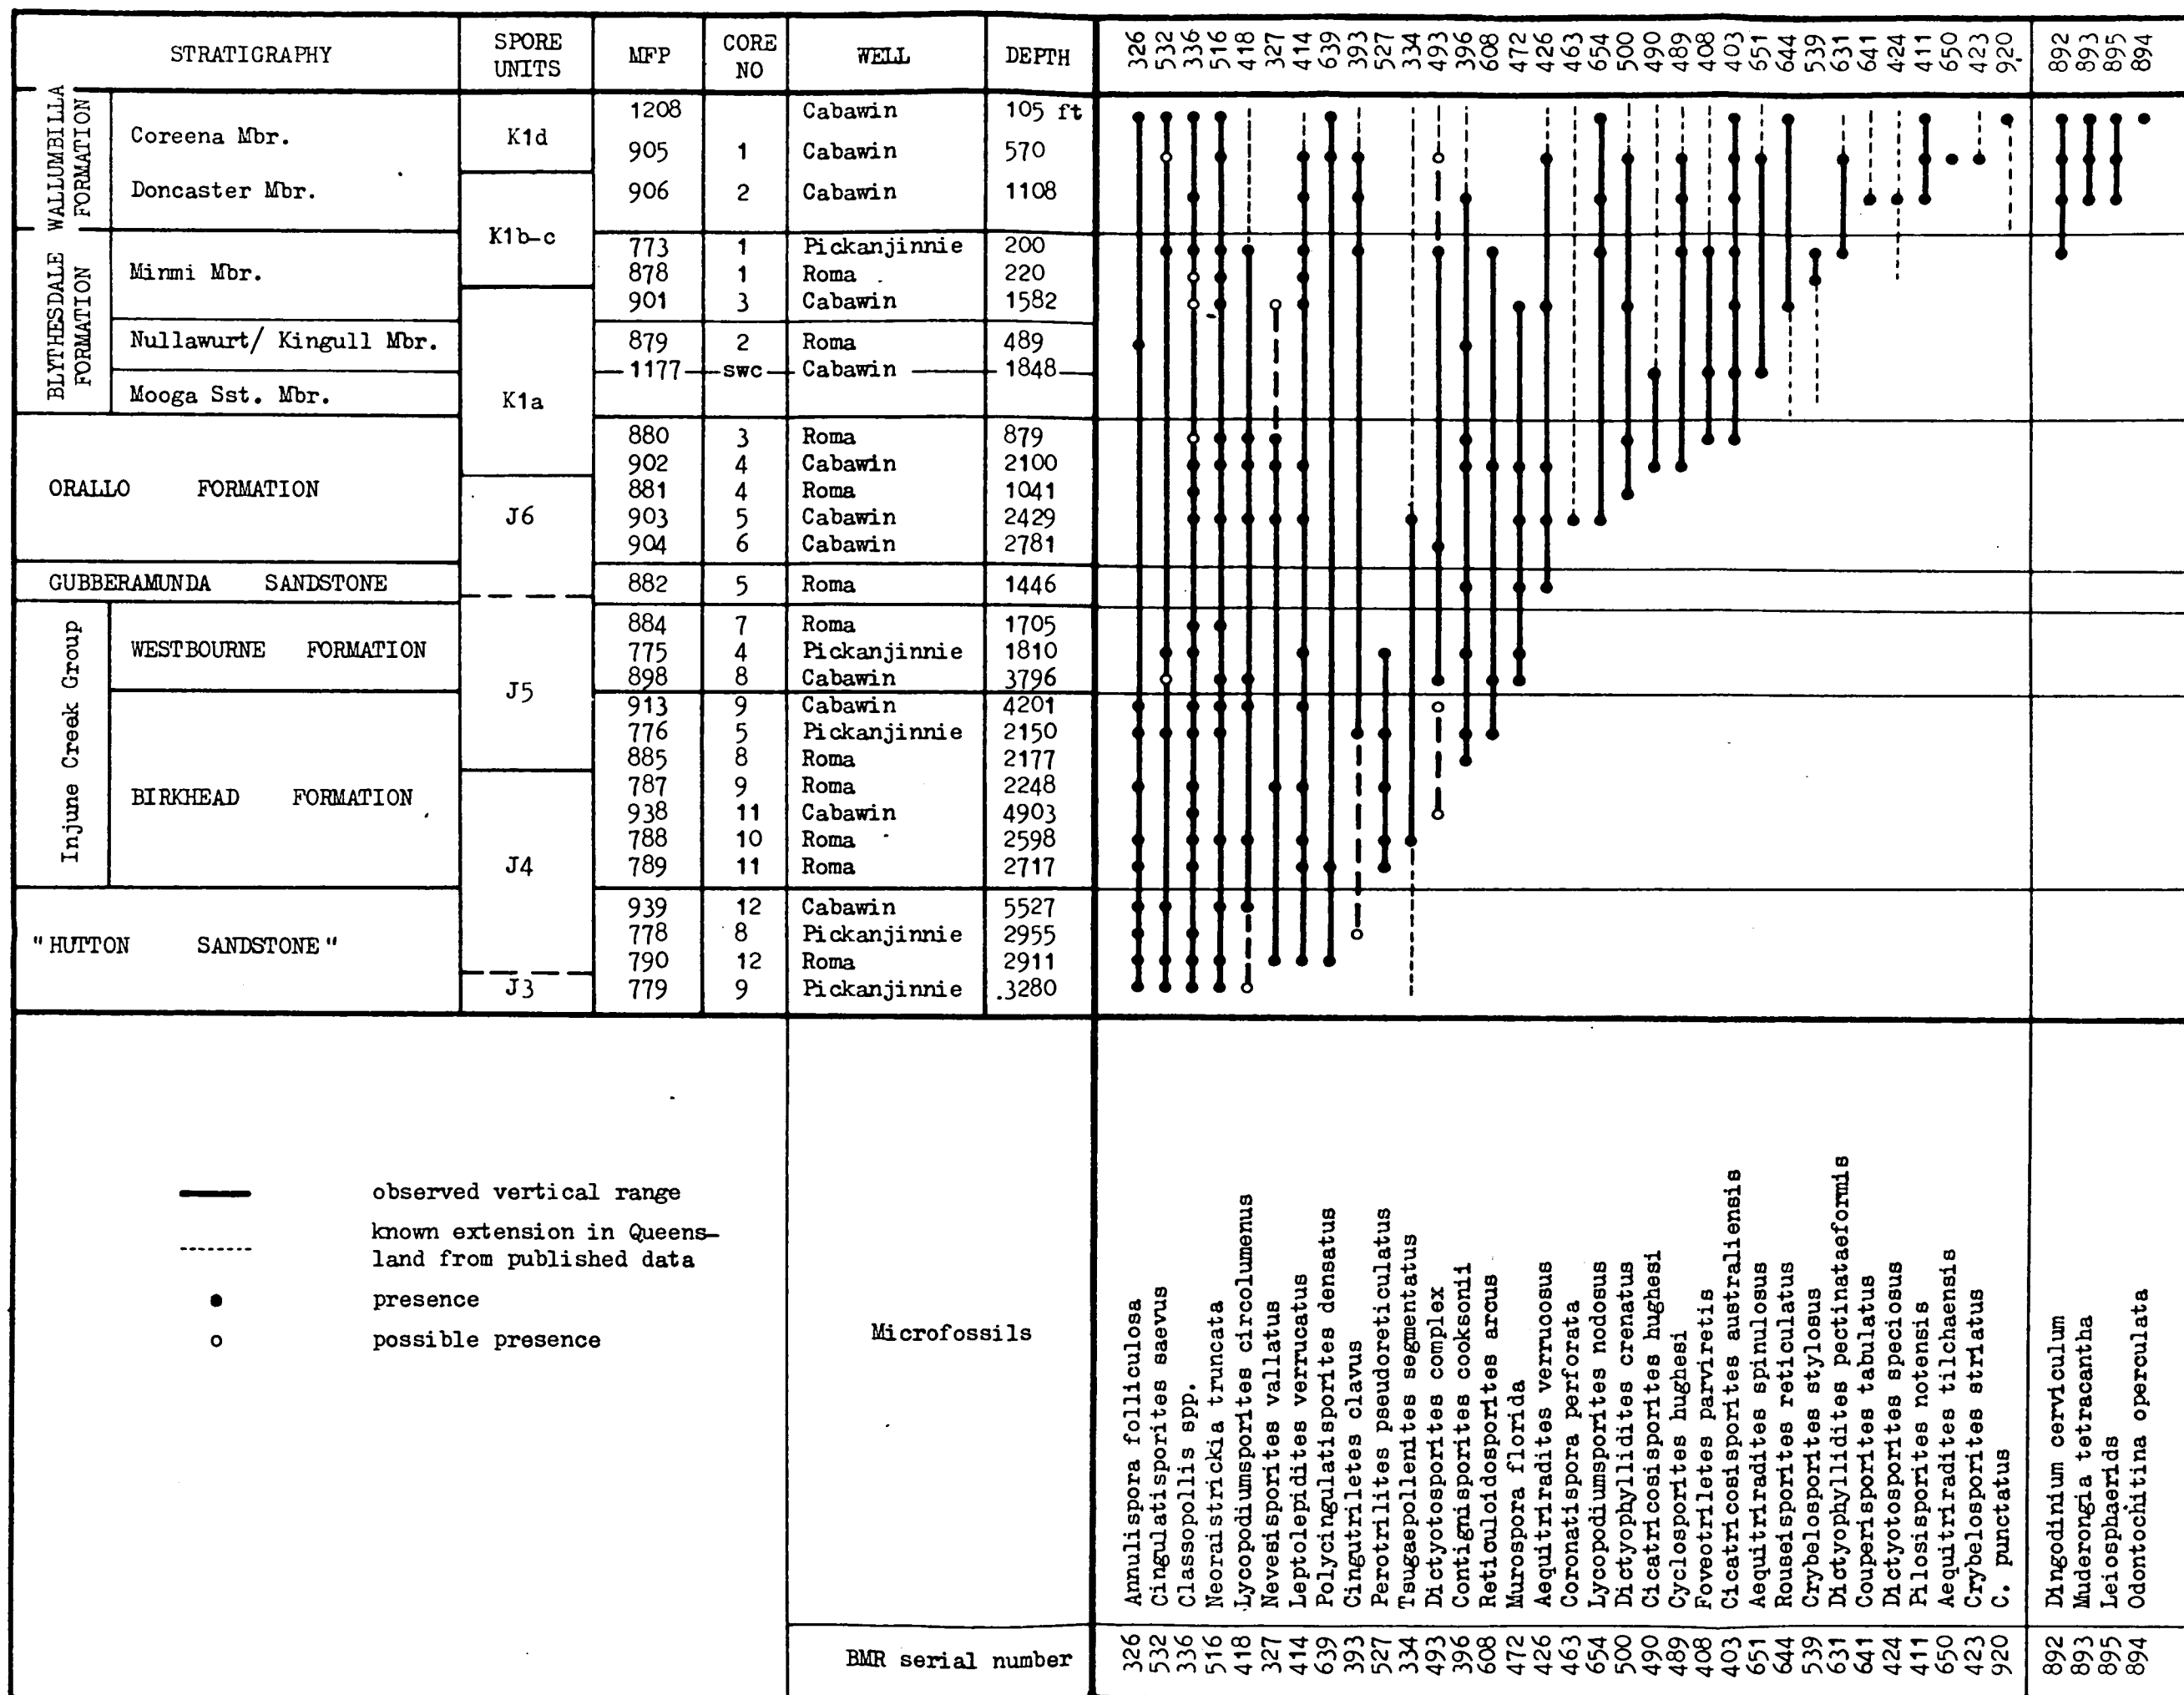 STRATIGRAPHY SPORE UNITS MFP CORE NO WELL DEPTH 326 532 336 516 418 327 414 639 393 527 334 493 396 608 472 426 463 654 500 490 489 408 403 651 644 539 631 641 424 411 650 423 920 892 893 895 894
WALLUMBILLA FORMATION
Coreena Mbr.
Doncaster Mbr.
BLYTHESDALE FORMATION
Minmi Mbr.
Nullawurt/ Kingull Mbr.
Mooga Sst. Mbr.
ORALLO FORMATION
GUBBERAMUNDA SANDSTONE
Injune Creek Group
WESTBOURNE FORMATION
BIRKHEAD FORMATION
"HUTTON SANDSTONE"
K1d
K1b-c
K1a
J6
J5
J4
J3
1208 Cabawin 105 ft
905 1 Cabawin 570
906 2 Cabawin 1108
773 1 Pickanjinnie 200
878 1 Roma 220
901 3 Cabawin 1582
879 2 Roma 489
1177 swc Cabawin 1848
880 3 Roma 879
902 4 Cabawin 2100
881 4 Roma 1041
903 5 Cabawin 2429
904 6 Cabawin 2781
882 5 Roma 1446
884 7 Roma 1705
775 4 Pickanjinnie 1810
898 8 Cabawin 3796
913 9 Cabawin 4201
776 5 Pickanjinnie 2150
885 8 Roma 2177
787 9 Roma 2248
938 11 Cabawin 4903
788 10 Roma 2598
789 11 Roma 2717
939 12 Cabawin 5527
778 8 Pickanjinnie 2955
790 12 Roma 2911
779 9 Pickanjinnie .3280
observed vertical range
known extension in Queens-
land from published data
presence
possible presence
Microfossils
Annulispora folliculosa
Cingulatisporites saevus
Classopollis spp.
Neoraistrickia truncata
Lycopodiumsporites circolumenus
Nevesisporites vallatus
Leptolepidites verrucatus
Polycingulatisporites densatus
Cingutriletes clavus
Perotrilites pseudoreticulatus
Tsugaepollenites segmentatus
Dictyotosporites complex
Contignisporites cooksonii
Reticuloidosporites arcus
Murospora florida
Aequitriradites verrucosus
Coronatispora perforata
Lycopodiumsporites nodosus
Dictyophyllidites crenatus
Cicatricosisporites hughesi
Cyclosporites hughesi
Foveotriletes parviretis
Cicatricosisporites australiensis
Aequitriradites spinulosus
Rouseisporites reticulatus
Crybelosporites stylosus
Dictyophyllidites pectinataeformis
Couperisporites tabulatus
Dictyotosporites speciosus
Pilosisporites notensis
Aequitriradites tilchaensis
Crybelosporites striatus
C. punctatus
Dingodinium cerviculum
Muderongia tetracantha
Leiosphaerids
Odontochitina operculata
BMR serial number 326 532 336 516 418 327 414 639 393 527 334 493 396 608 472 426 463 654 500 490 489 408 403 651 644 539 631 641 424 411 650 423 920 892 893 895 894